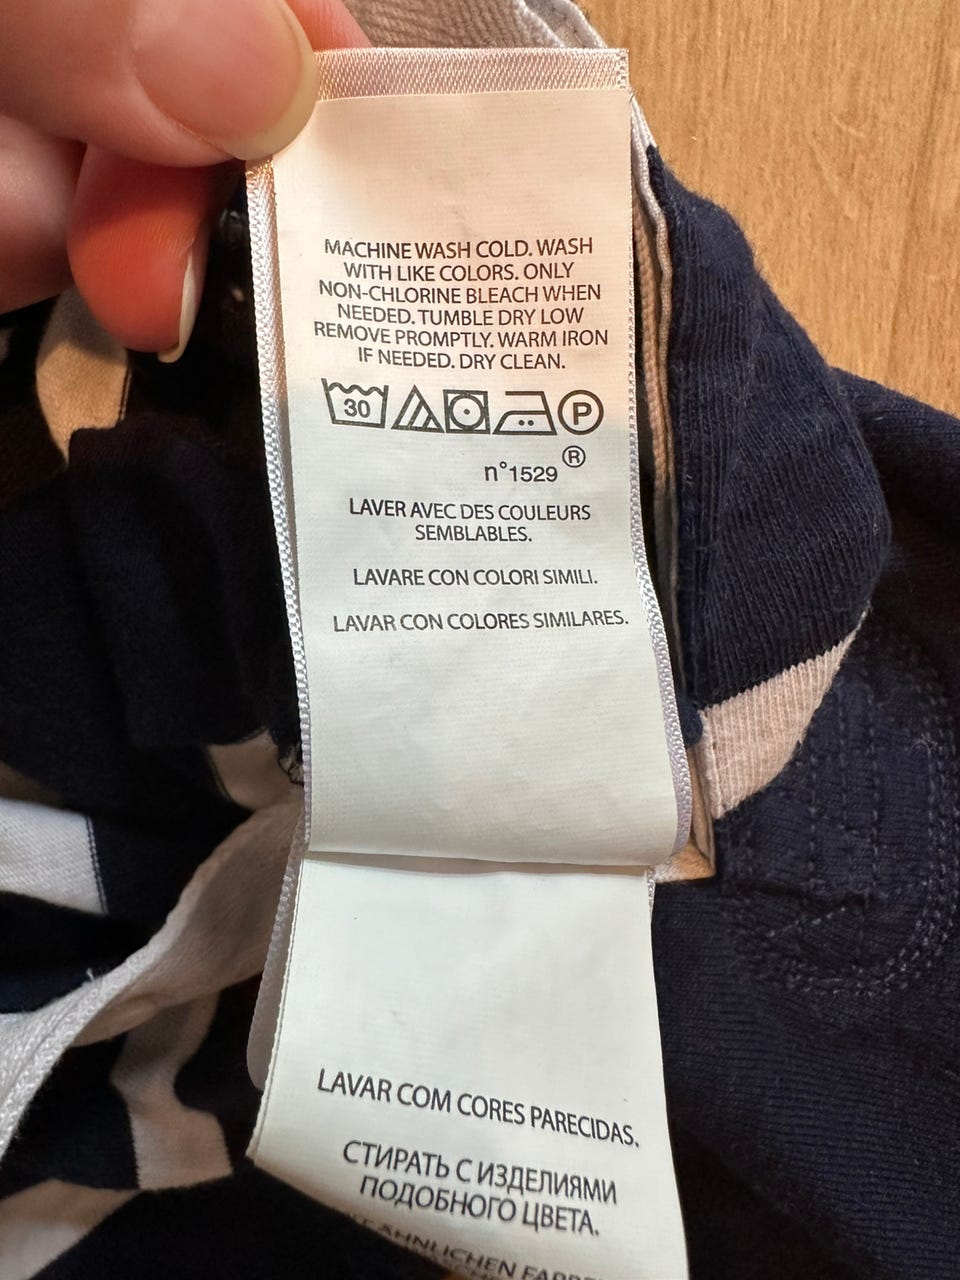 MACHINE WASH COLD. WASH
WITH LIKE COLORS. ONLY
NON-CHLORINE BLEACH WHEN
NEEDED. TUMBLE DRY LOW
REMOVE PROMPTLY. WARM IRON
IF NEEDED. DRY CLEAN.
30 P
®
n°1529
LAVER AVEC DES COULEURS
SEMBLABLES.
LAVARE CON COLORI SIMILI.
LAVAR CON COLORES SIMILARES.
LAVAR COM CORES PARECIDAS.
СТИРАТЬ С ИЗДЕЛИЯМИ
ПОДОБНОГО ЦВЕТА.
ÄHNLICHEN